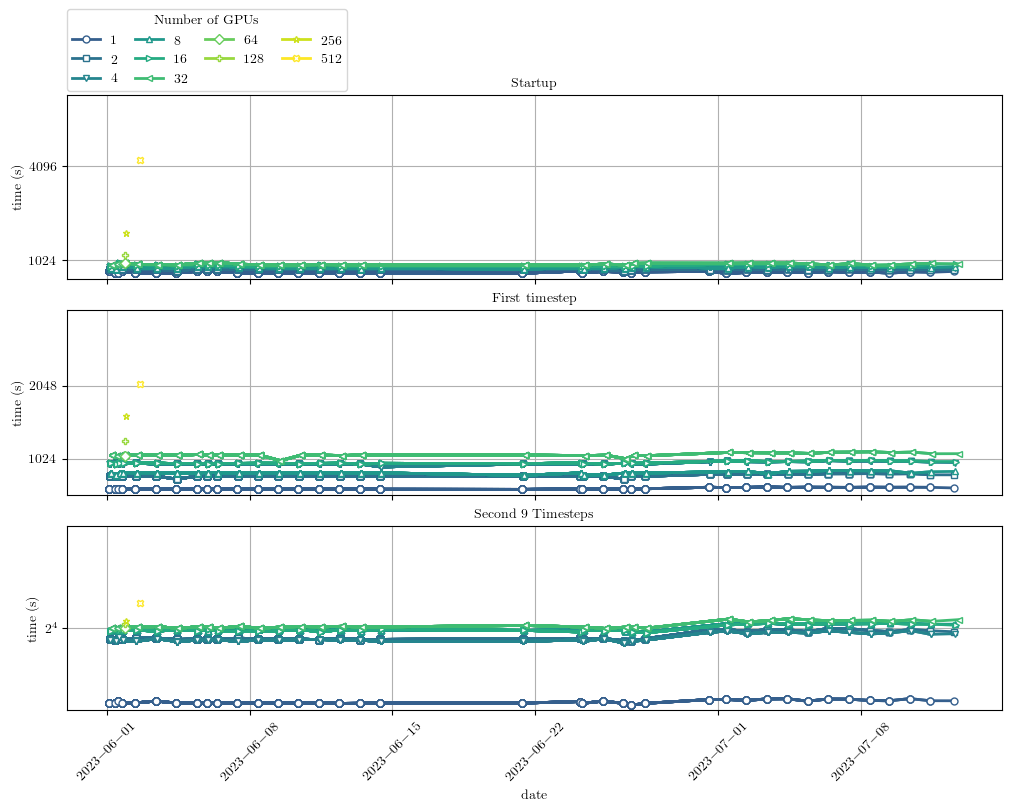 Number of GPUs
1 8 64 256
2 16 128 512
4 32
Startup
4096
time (s)
1024
First timestep
2048
time (s)
1024
Second 9 Timesteps
time (s)
2⁴
2023−06−01 2023−06−08 2023−06−15 2023−06−22 2023−07−01 2023−07−08
date